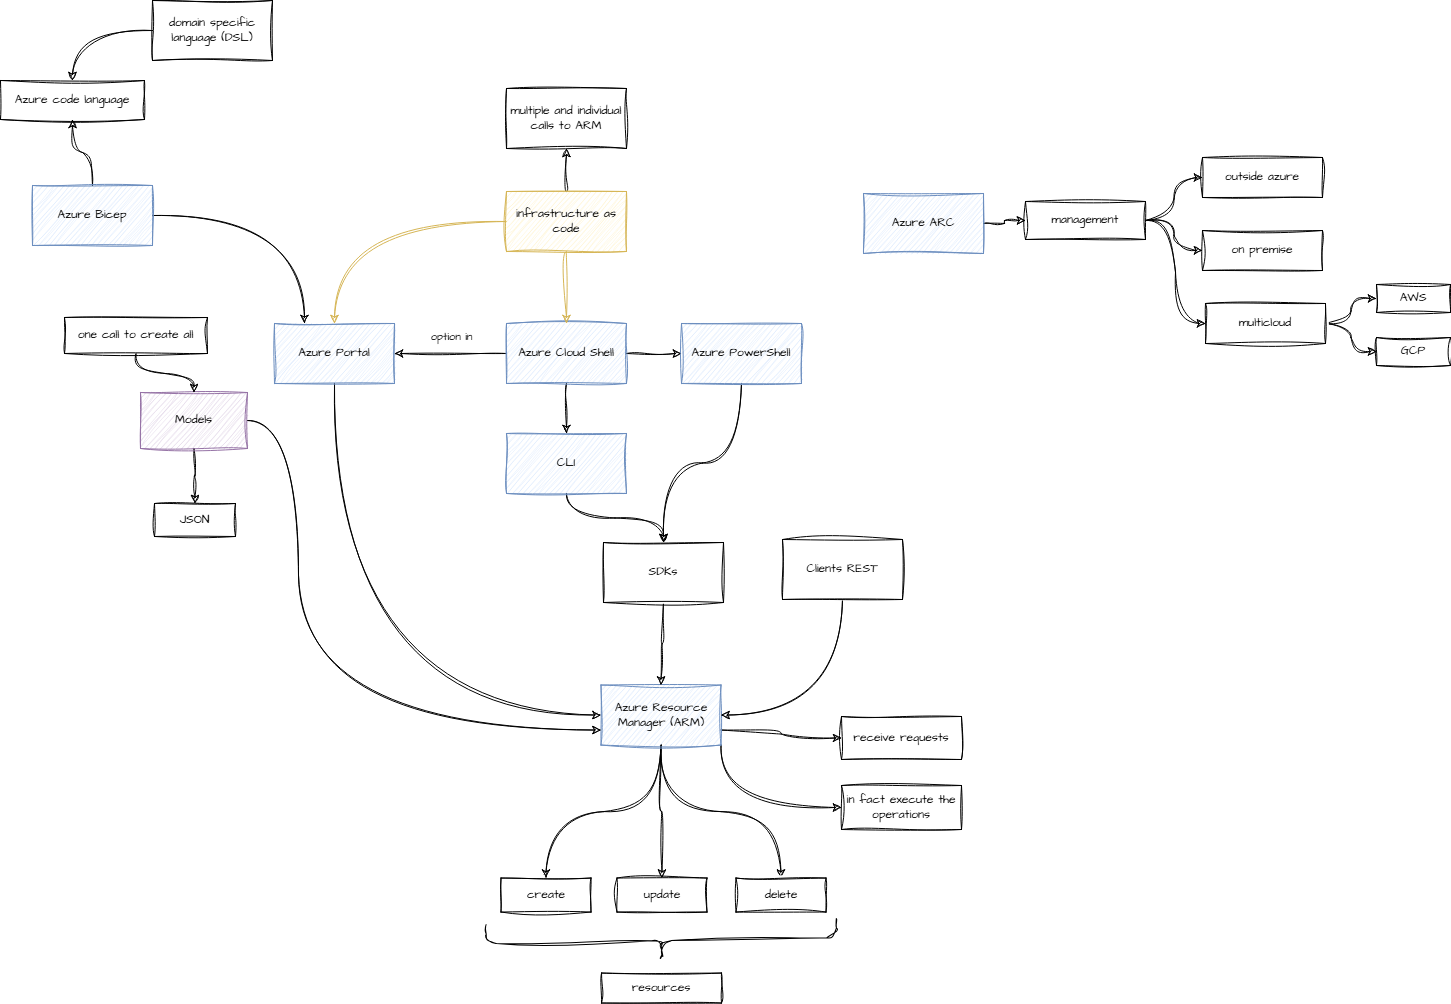 domain specific
language (DSL)
Azure code language
multiple and individual
calls to ARM
outside azure
Azure Bicep
infrastructure as
code
Azure ARC
management
on premise
AWS
one call to create all
option in
multicloud
Azure Portal
Azure Cloud Shell
Azure PowerShell
GCP
Models
CLI
JSON
SDKs
Clients REST
Azure Resource
Manager (ARM)
receive requests
in fact execute the
operations
create
update
delete
resources